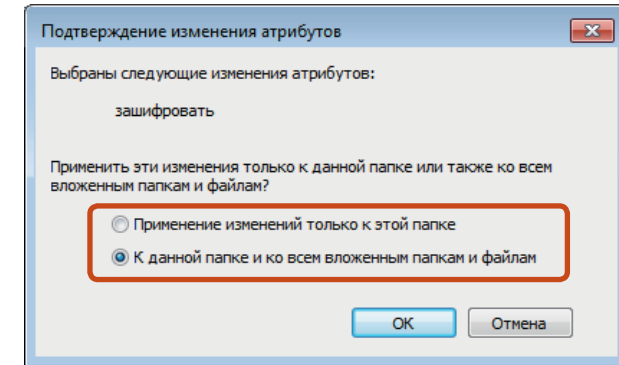 Подтверждение изменения атрибутов
Выбраны следующие изменения атрибутов:
зашифровать
Применить эти изменения только к данной папке или также ко всем
вложенным папкам и файлам?
Применение изменений только к этой папке
К данной папке и ко всем вложенным папкам и файлам
ОК
Отмена